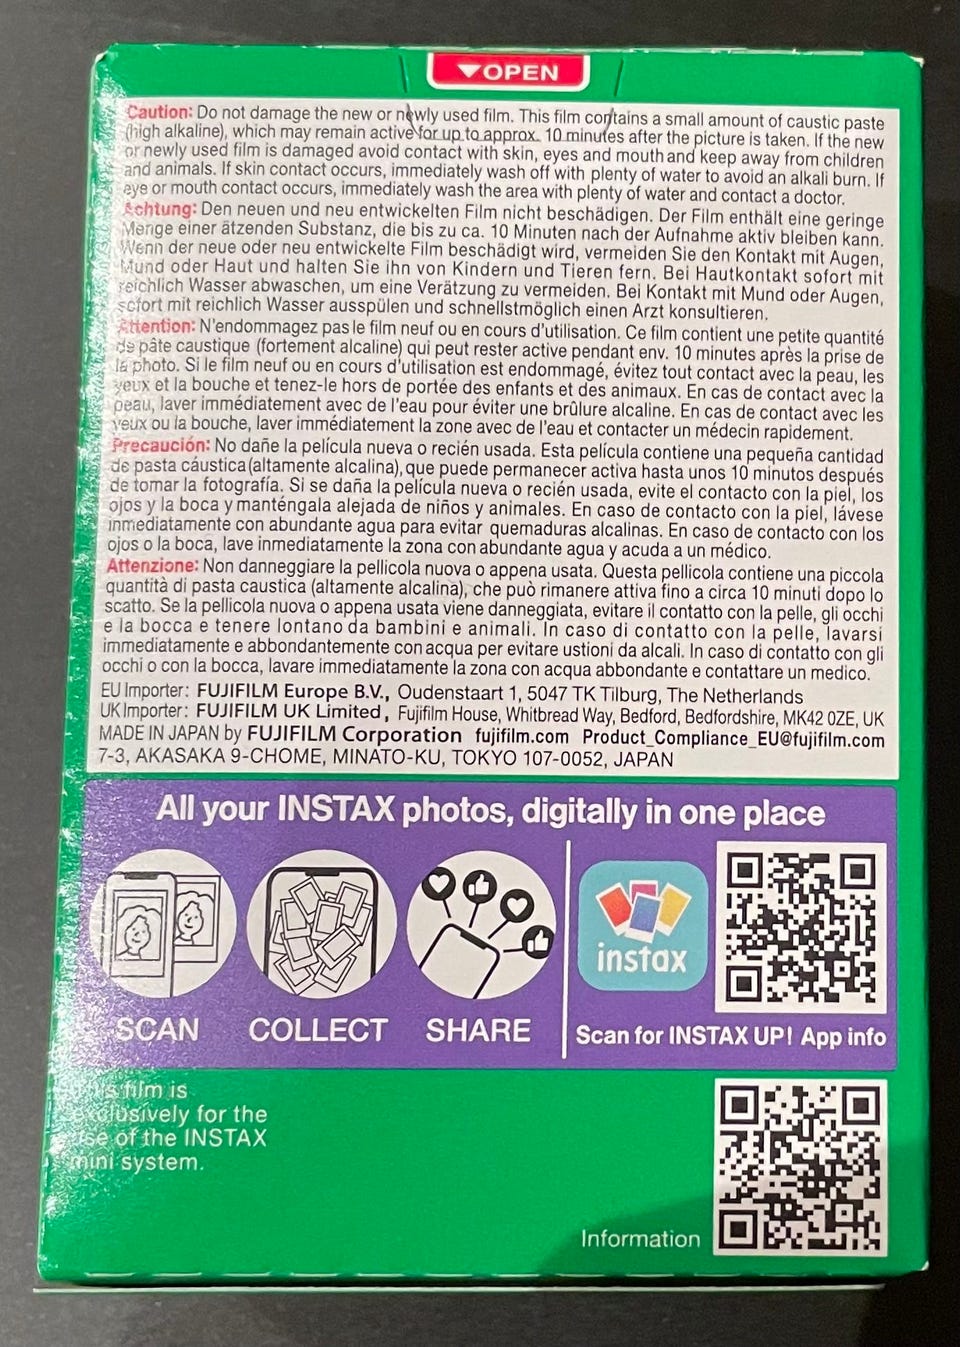 ▼OPEN
Caution: Do not damage the new or newly used film. This film contains a small amount of caustic paste
(high alkaline), which may remain active for up to approx. 10 minutes after the picture is taken. If the new
or newly used film is damaged avoid contact with skin, eyes and mouth and keep away from children
and animals. If skin contact occurs, immediately wash off with plenty of water to avoid an alkali burn. If
eye or mouth contact occurs, immediately wash the area with plenty of water and contact a doctor.
Achtung: Den neuen und neu entwickelten Film nicht beschädigen. Der Film enthält eine geringe
Menge einer ätzenden Substanz, die bis zu ca. 10 Minuten nach der Aufnahme aktiv bleiben kann.
Wenn der neue oder neu entwickelte Film beschädigt wird, vermeiden Sie den Kontakt mit Augen,
Mund oder Haut und halten Sie ihn von Kindern und Tieren fern. Bei Hautkontakt sofort mit
reichlich Wasser abwaschen, um eine Verätzung zu vermeiden. Bei Kontakt mit Mund oder Augen,
sofort mit reichlich Wasser ausspülen und schnellstmöglich einen Arzt konsultieren.
Attention: N'endommagez pas le film neuf ou en cours d'utilisation. Ce film contient une petite quantité
de pâte caustique (fortement alcaline) qui peut rester active pendant env. 10 minutes après la prise de
la photo. Si le film neuf ou en cours d'utilisation est endommagé, évitez tout contact avec la peau, les
yeux et la bouche et tenez-le hors de portée des enfants et des animaux. En cas de contact avec la
peau, laver immédiatement avec de l'eau pour éviter une brûlure alcaline. En cas de contact avec les
yeux ou la bouche, laver immédiatement la zone avec de l'eau et contacter un médecin rapidement.
Precaución: No dañe la película nueva o recién usada. Esta película contiene una pequeña cantidad
de pasta cáustica (altamente alcalina), que puede permanecer activa hasta unos 10 minutos después
de tomar la fotografía. Si se daña la película nueva o recién usada, evite el contacto con la piel, los
ojos y la boca y manténgala alejada de niños y animales. En caso de contacto con la piel, lávese
inmediatamente con abundante agua para evitar quemaduras alcalinas. En caso de contacto con los
ojos o la boca, lave inmediatamente la zona con abundante agua y acuda a un médico.
Attenzione: Non danneggiare la pellicola nuova o appena usata. Questa pellicola contiene una piccola
quantità di pasta caustica (altamente alcalina), che può rimanere attiva fino a circa 10 minuti dopo lo
scatto. Se la pellicola nuova o appena usata viene danneggiata, evitare il contatto con la pelle, gli occhi
e la bocca e tenere lontano da bambini e animali. In caso di contatto con la pelle, lavarsi
immediatamente e abbondantemente con acqua per evitare ustioni da alcali. In caso di contatto con gli
occhi o con la bocca, lavare immediatamente la zona con acqua abbondante e contattare un medico.
EU Importer: FUJIFILM Europe B.V., Oudenstaart 1, 5047 TK Tilburg, The Netherlands
UK Importer: FUJIFILM UK Limited, Fujifilm House, Whitbread Way, Bedford, Bedfordshire, MK42 0ZE, UK
MADE IN JAPAN by FUJIFILM Corporation fujifilm.com Product_Compliance_EU@fujifilm.com
7-3, AKASAKA 9-CHOME, MINATO-KU, TOKYO 107-0052, JAPAN
All your INSTAX photos, digitally in one place
instax
SCAN COLLECT SHARE
Scan for INSTAX UP! App info
This film is
exclusively for the
use of the INSTAX
mini system.
Information